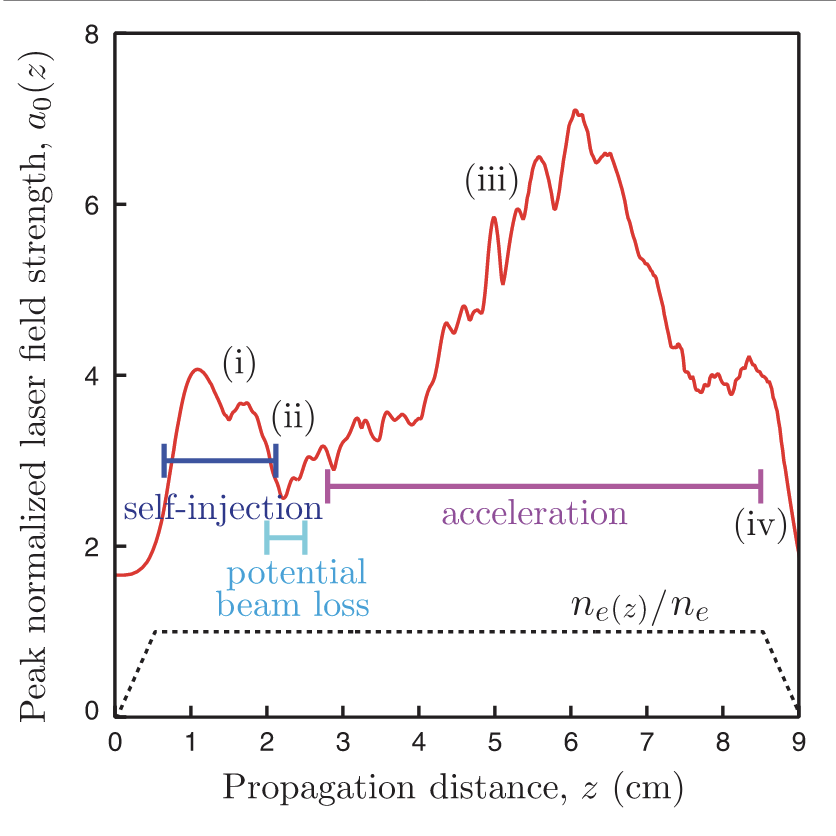 Peak normalized laser field strength, a₀(z)
8
6
4
2
0
(i)
(ii)
(iii)
(iv)
self-injection
potential
beam loss
acceleration
nₑ(z)/nₑ
0 1 2 3 4 5 6 7 8 9
Propagation distance, z (cm)